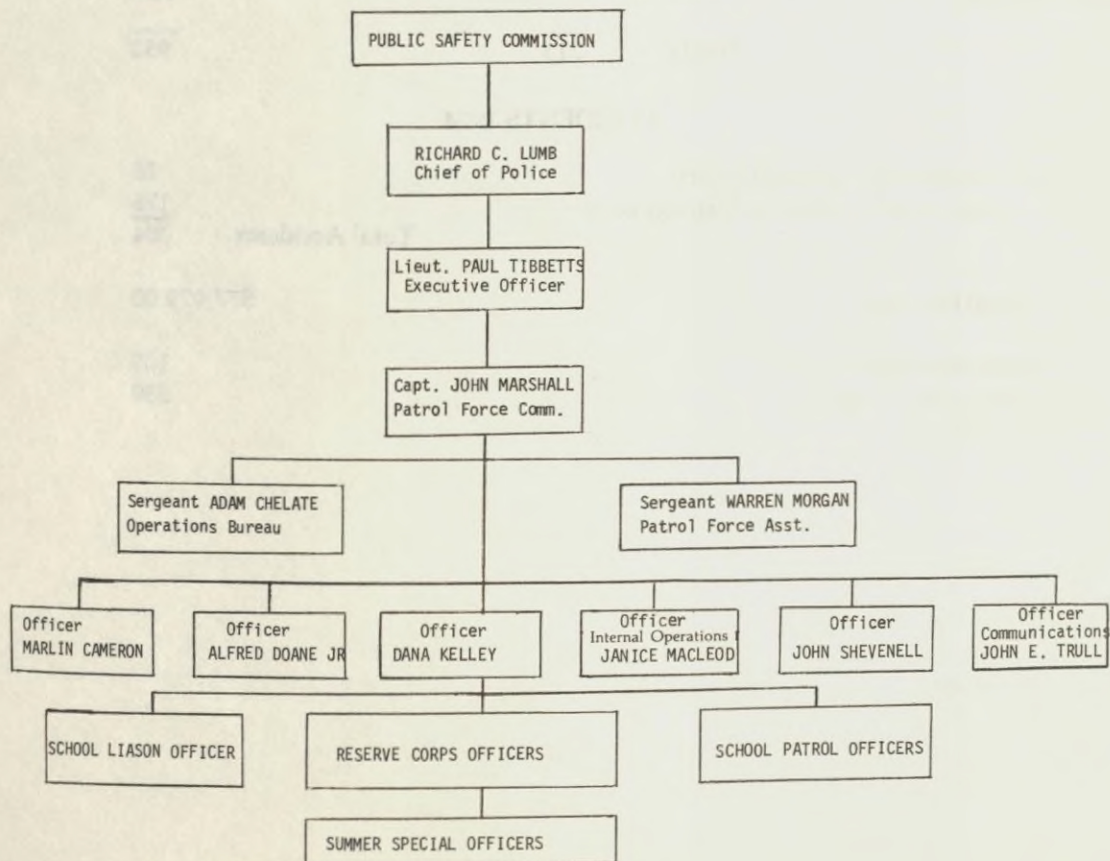 PUBLIC SAFETY COMMISSION
RICHARD C. LUMB
Chief of Police
Lieut. PAUL TIBBETTS
Executive Officer
Capt. JOHN MARSHALL
Patrol Force Comm.
Sergeant ADAM CHELATE
Operations Bureau
Sergeant WARREN MORGAN
Patrol Force Asst.
Officer
MARLIN CAMERON
Officer
ALFRED DOANE JR
Officer
DANA KELLEY
Officer
Internal Operations
JANICE MACLEOD
Officer
JOHN SHEVENELL
Officer
Communications
JOHN E. TRULL
SCHOOL LIASON OFFICER
RESERVE CORPS OFFICERS
SCHOOL PATROL OFFICERS
SUMMER SPECIAL OFFICERS